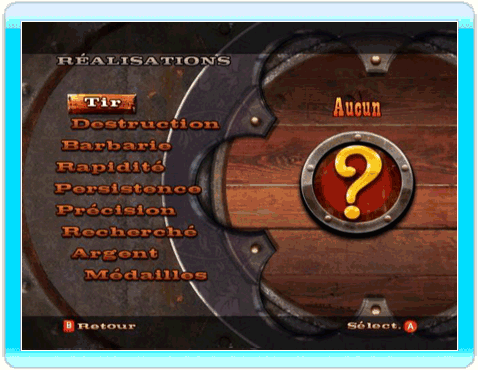 RÉALISATIONS
Tir
Aucun
Destruction
Barbarie
Rapidité
Persistence
Précision
Recherché
Argent
Médailles
B Retour
Sélect. A
?